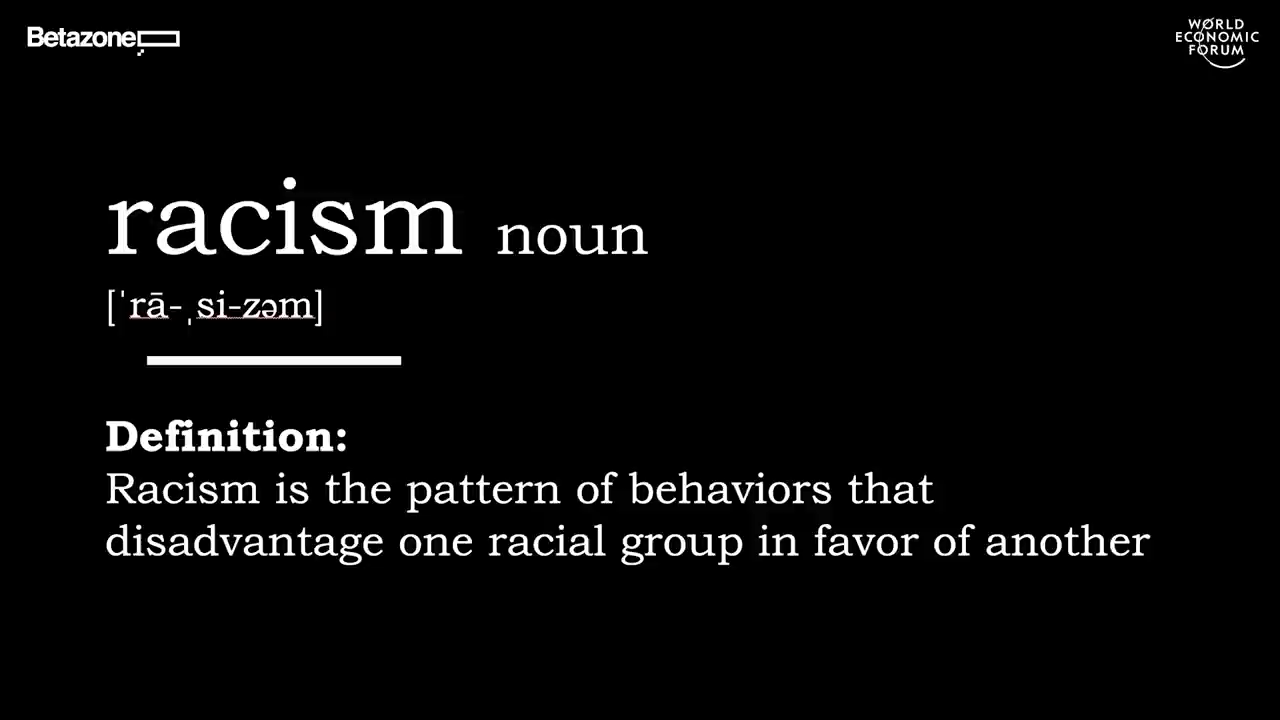 Betazone
WORLD
ECONOMIC
FORUM
racism noun
[ˈrā-ˌsi-zəm]
Definition:
Racism is the pattern of behaviors that
disadvantage one racial group in favor of another